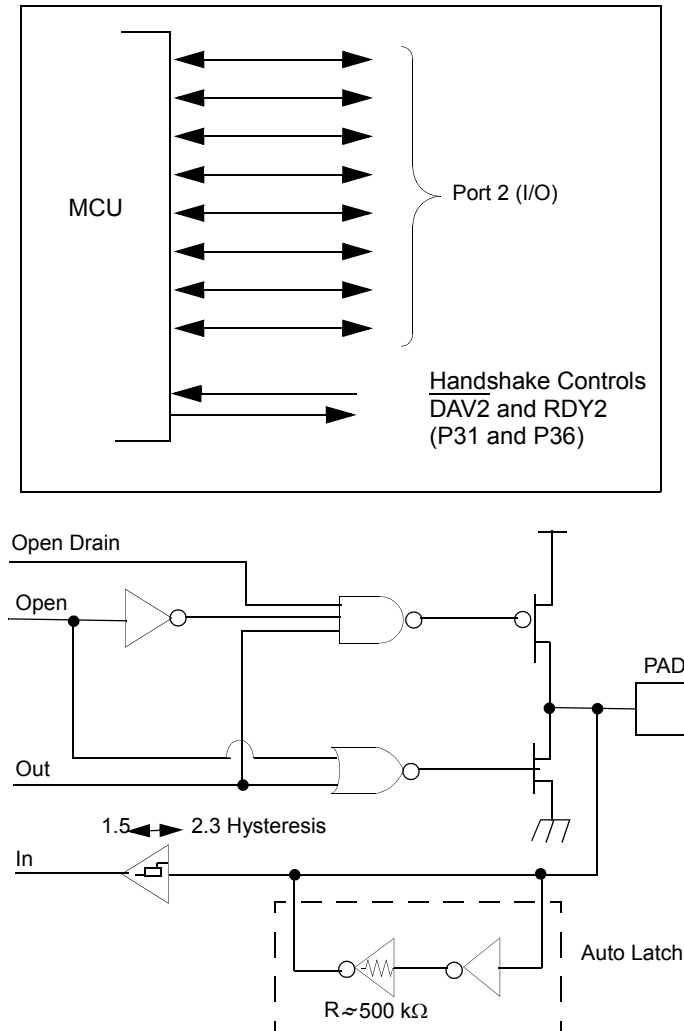 MCU
Port 2 (I/O)
Handshake Controls
DAV2 and RDY2
(P31 and P36)
Open Drain
Open
PAD
Out
1.5 2.3 Hysteresis
In
Auto Latch
R ≈ 500 kΩ